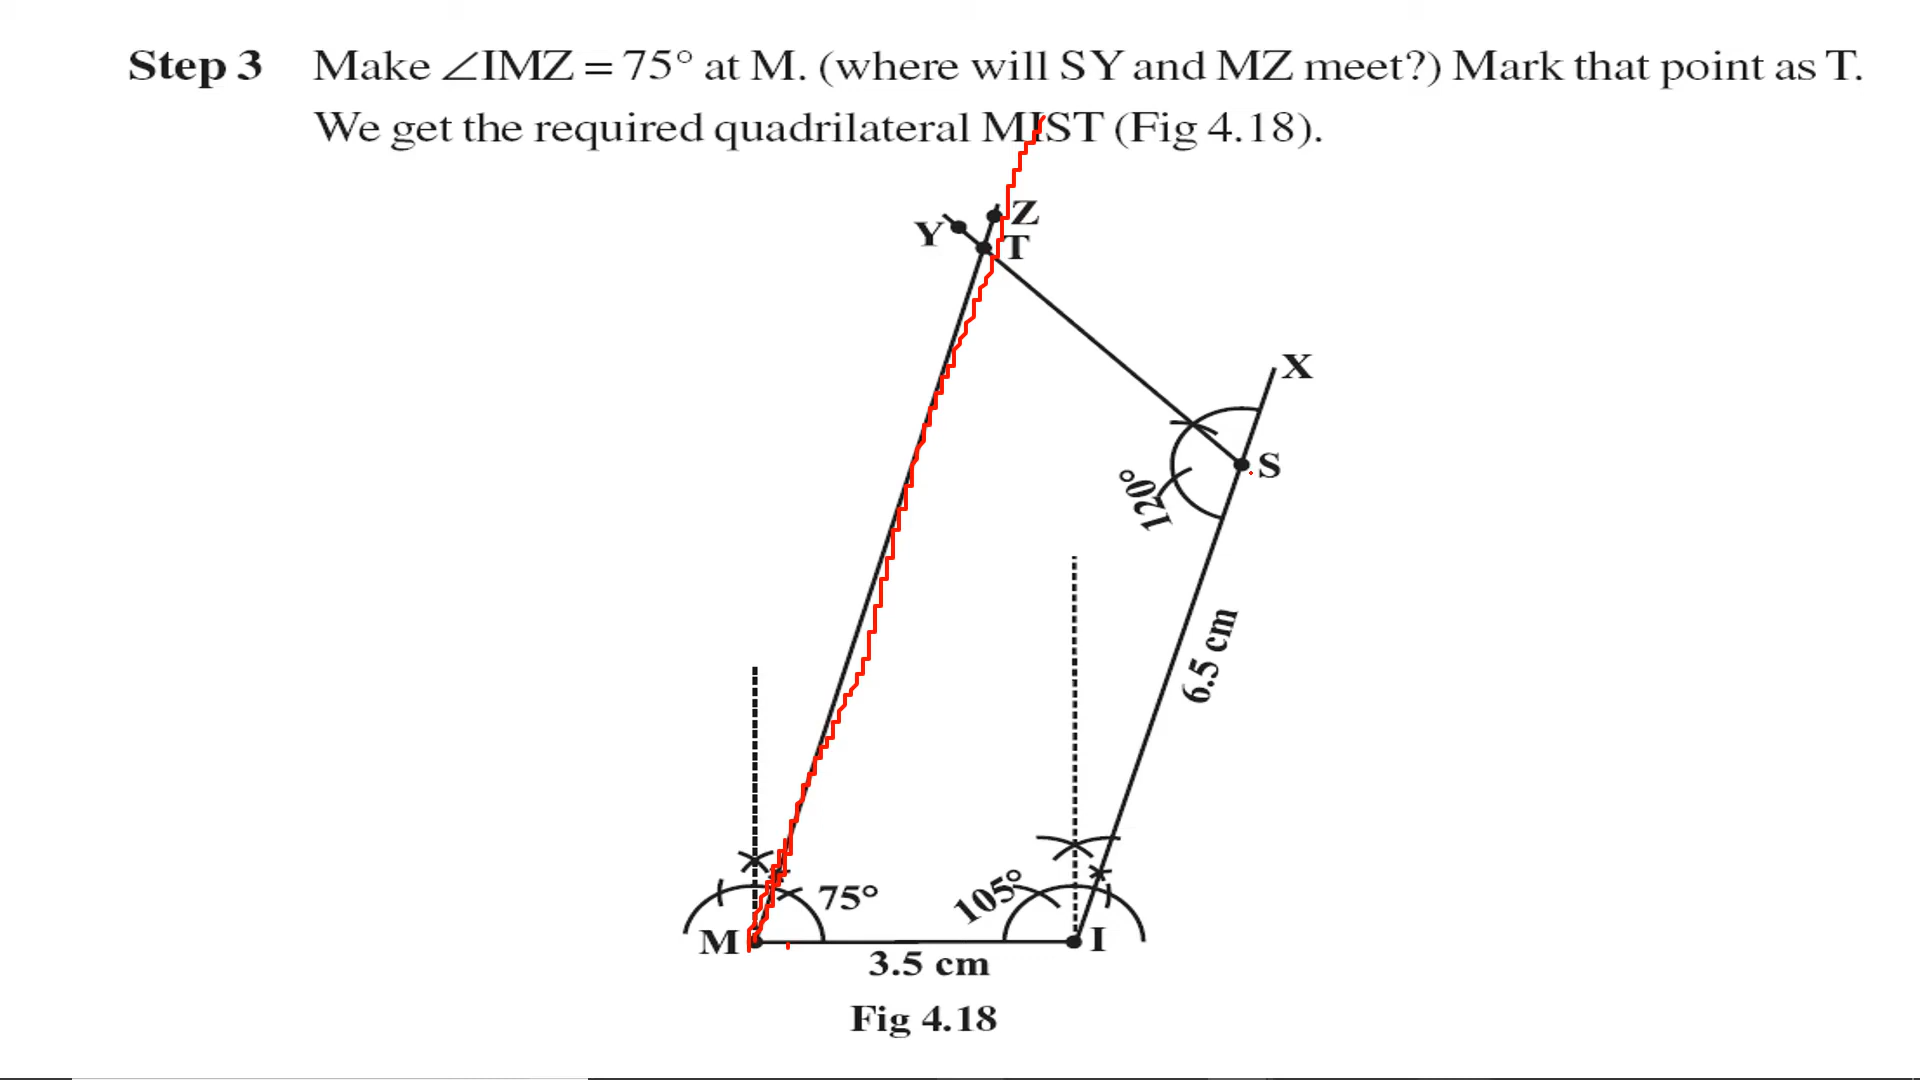 Step 3 Make ∠IMZ = 75° at M. (where will SY and MZ meet?) Mark that point as T.
We get the required quadrilateral MIST (Fig 4.18).
Z
Y
T
X
S
120°
6.5 cm
75°
105°
M
I
3.5 cm
Fig 4.18